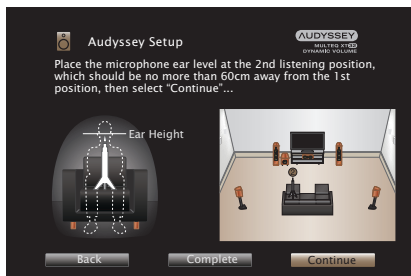 Audyssey Setup
AUDYSSEY
MULTEQ XT32
DYNAMIC VOLUME
Place the microphone ear level at the 2nd listening position,
which should be no more than 60cm away from the 1st
position, then select “Continue”...
Ear Height
2
Back
Complete
Continue